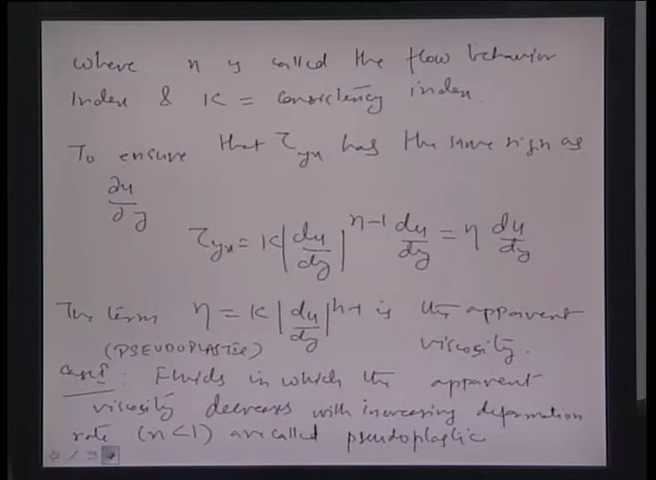 where n is called the flow behavior
Index & K = consistency index.
To ensure that τyx has the same sign as
∂u/∂y
τyx = K|du/dy|^(n-1) du/dy = η du/dy
The term η = K|du/dy|^(n-1) is the apparent
(PSEUDOPLASTIC) viscosity.
Case 1: Fluids in which the apparent
viscosity decreases with increasing deformation
rate (n<1) are called pseudoplastic